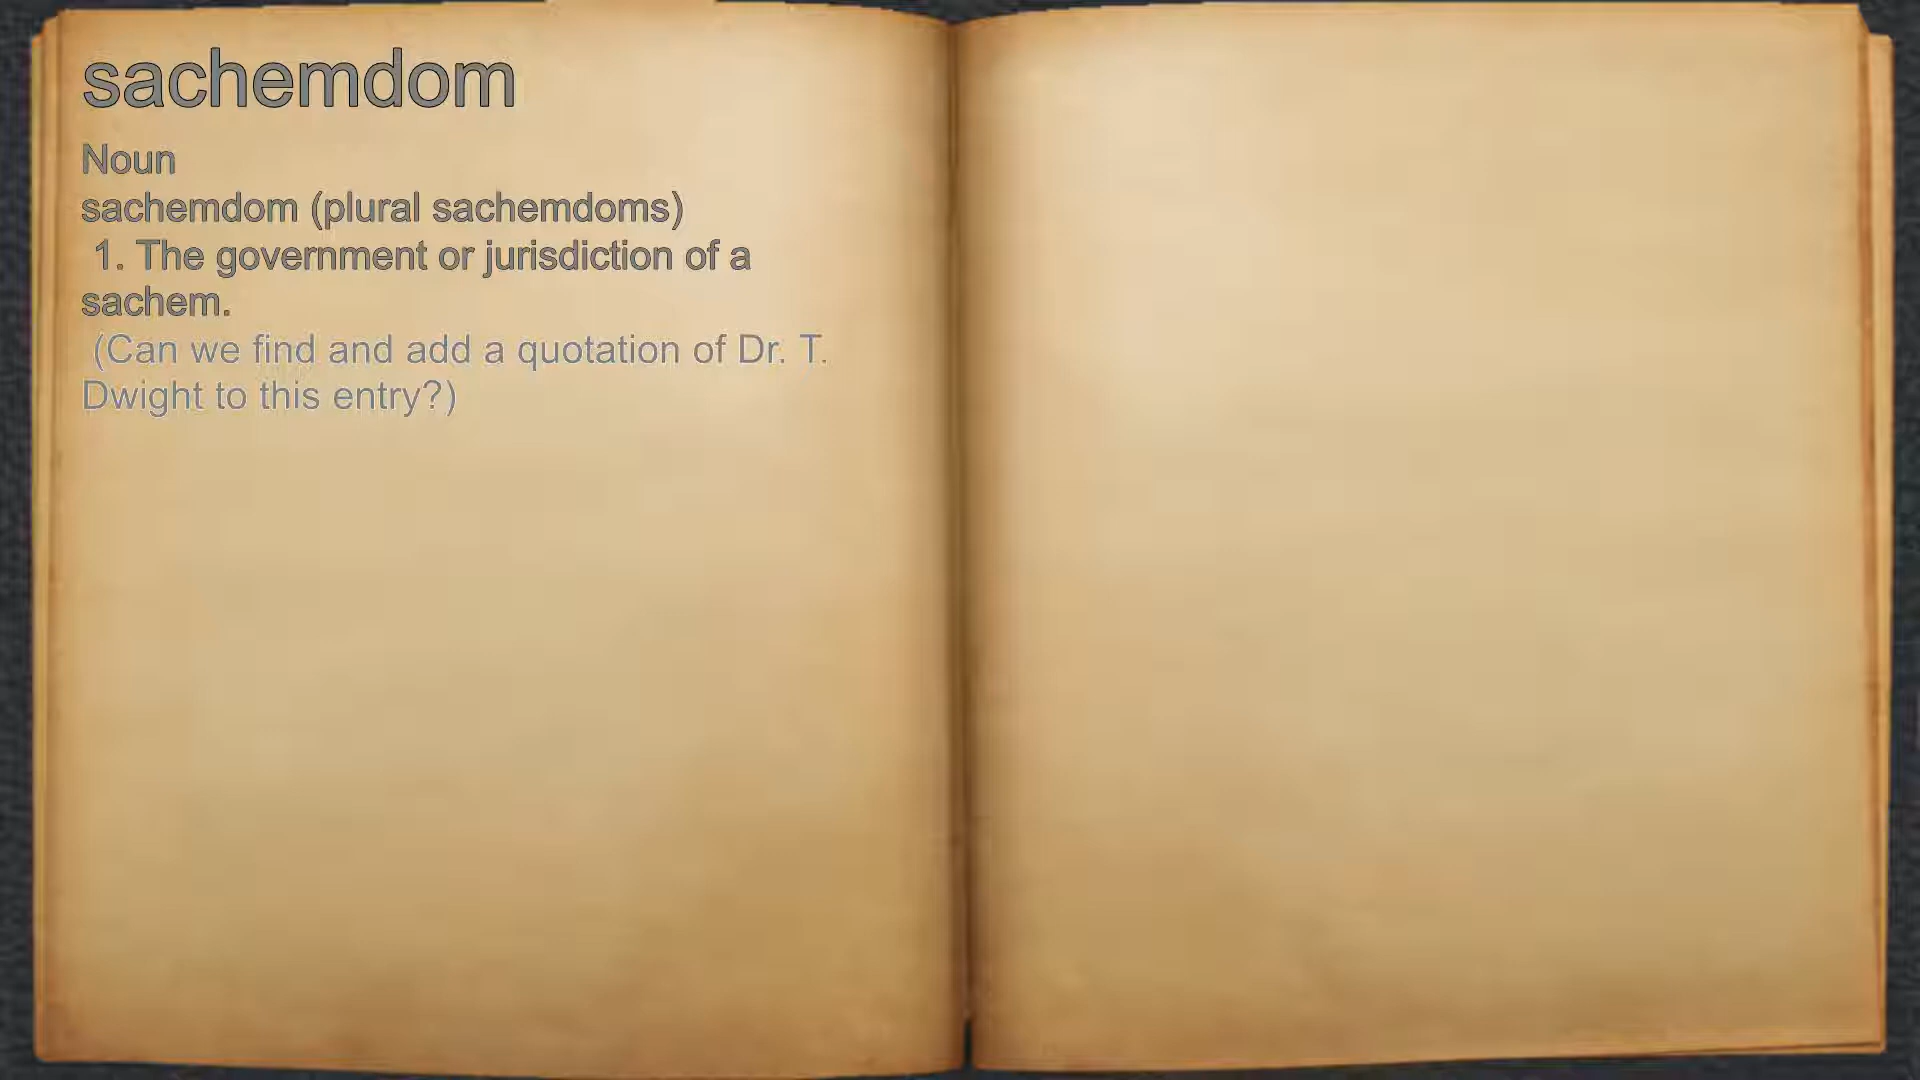 sachemdom
Noun
sachemdom (plural sachemdoms)
1. The government or jurisdiction of a
sachem.
(Can we find and add a quotation of Dr. T.
Dwight to this entry?)